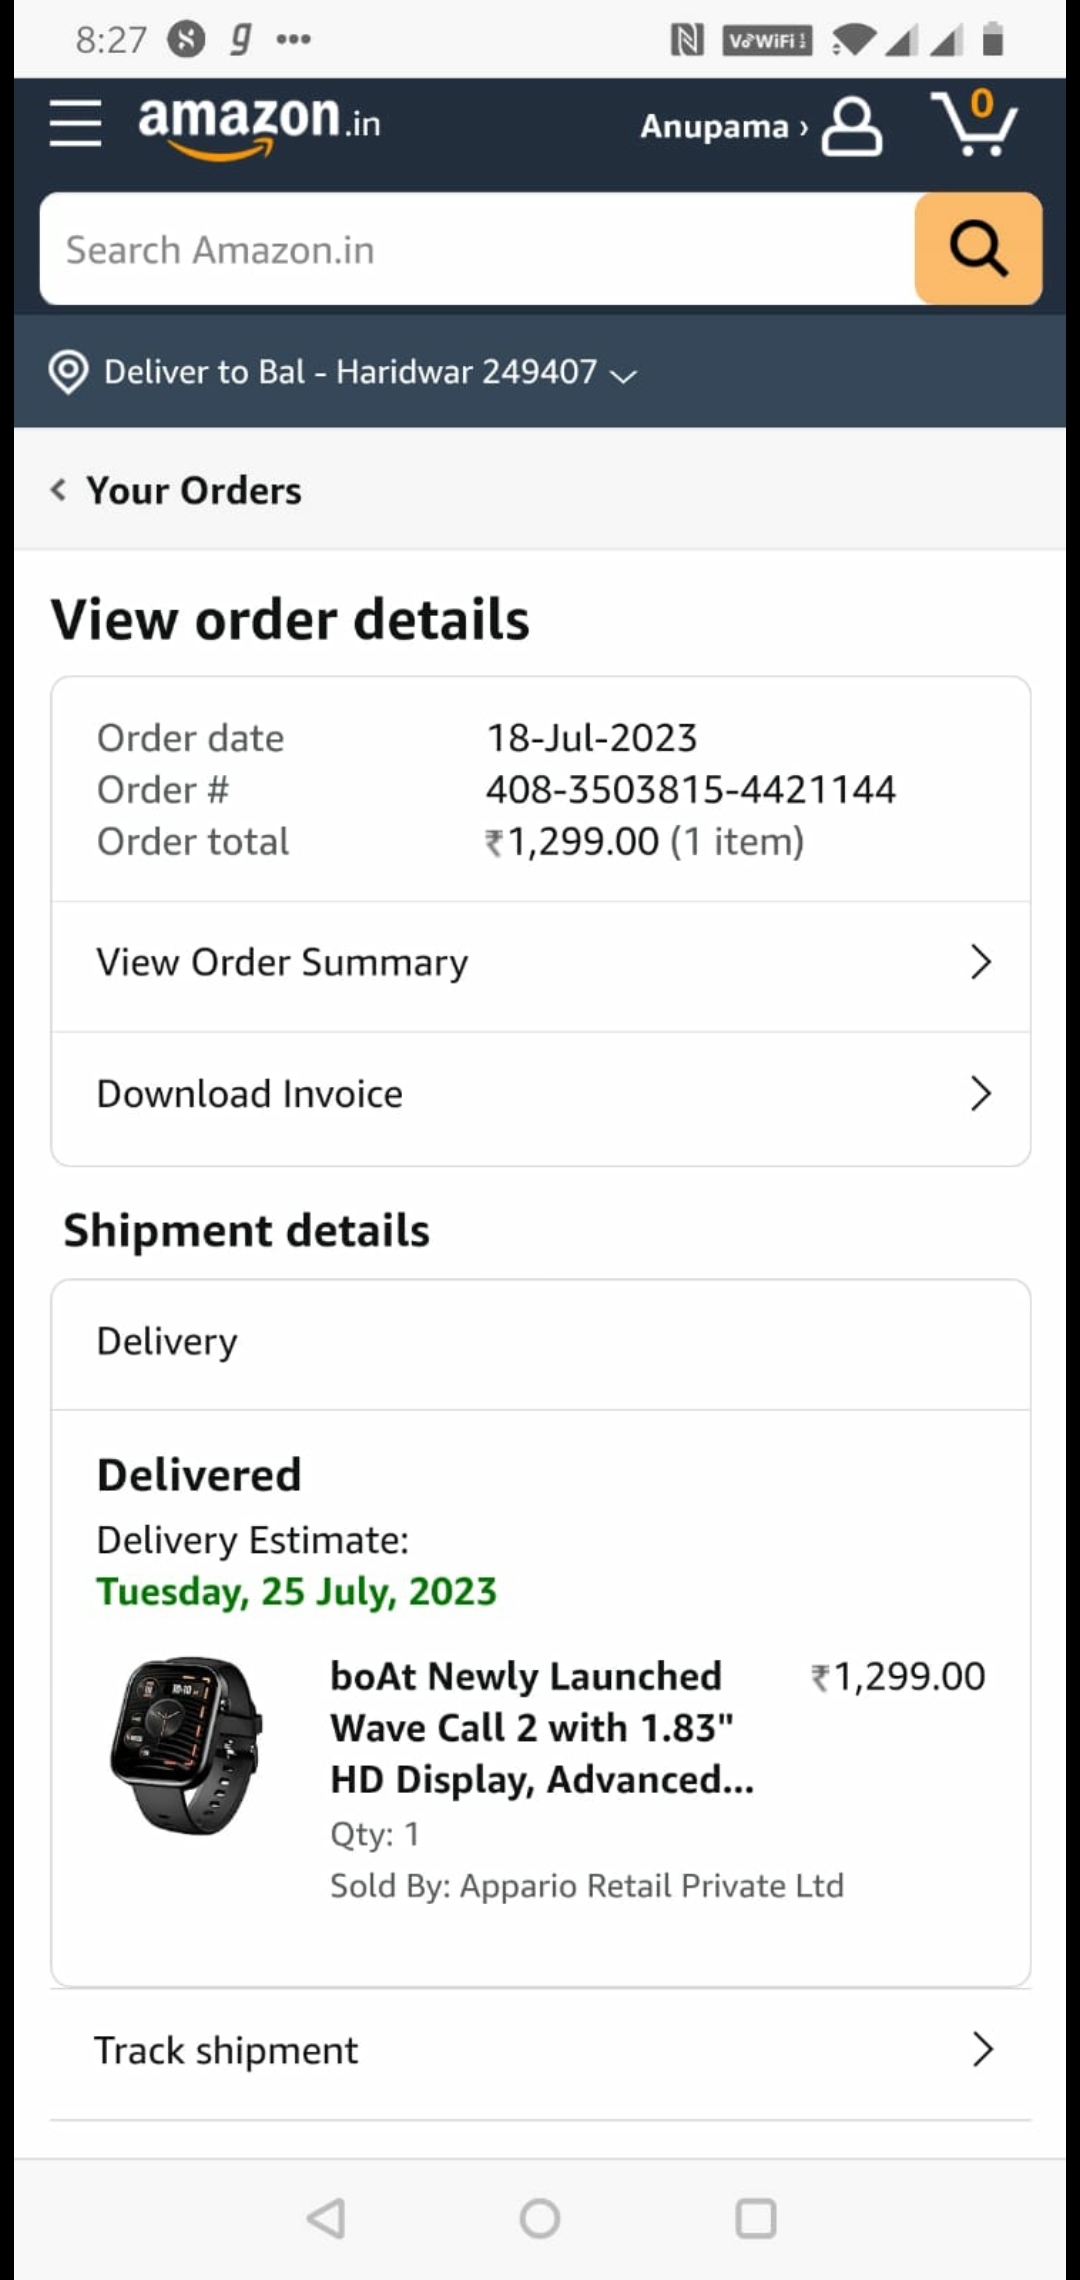 8:27
VoWiFi 1
amazon.in
Anupama ›
0
Search Amazon.in
Deliver to Bal - Haridwar 249407
Your Orders
View order details
Order date 18-Jul-2023
Order # 408-3503815-4421144
Order total ₹1,299.00 (1 item)
View Order Summary
Download Invoice
Shipment details
Delivery
Delivered
Delivery Estimate:
Tuesday, 25 July, 2023
boAt Newly Launched ₹1,299.00
Wave Call 2 with 1.83"
HD Display, Advanced...
Qty: 1
Sold By: Appario Retail Private Ltd
Track shipment